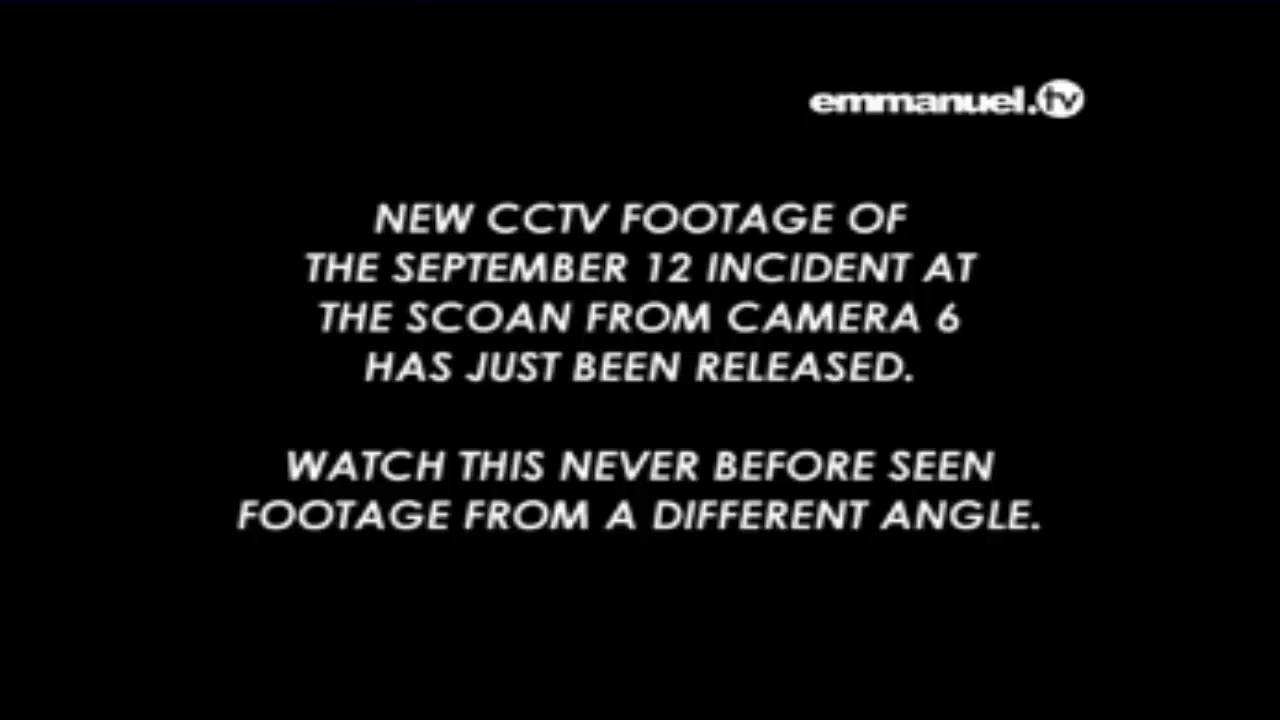 emmanuel.tv
NEW CCTV FOOTAGE OF
THE SEPTEMBER 12 INCIDENT AT
THE SCOAN FROM CAMERA 6
HAS JUST BEEN RELEASED.
WATCH THIS NEVER BEFORE SEEN
FOOTAGE FROM A DIFFERENT ANGLE.